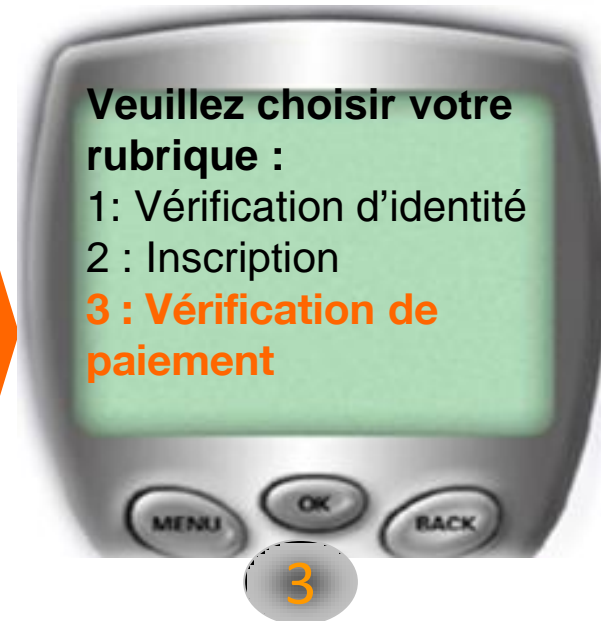 Veuillez choisir votre
rubrique :
1: Vérification d’identité
2 : Inscription
3 : Vérification de
paiement
MENU
OK
BACK
3